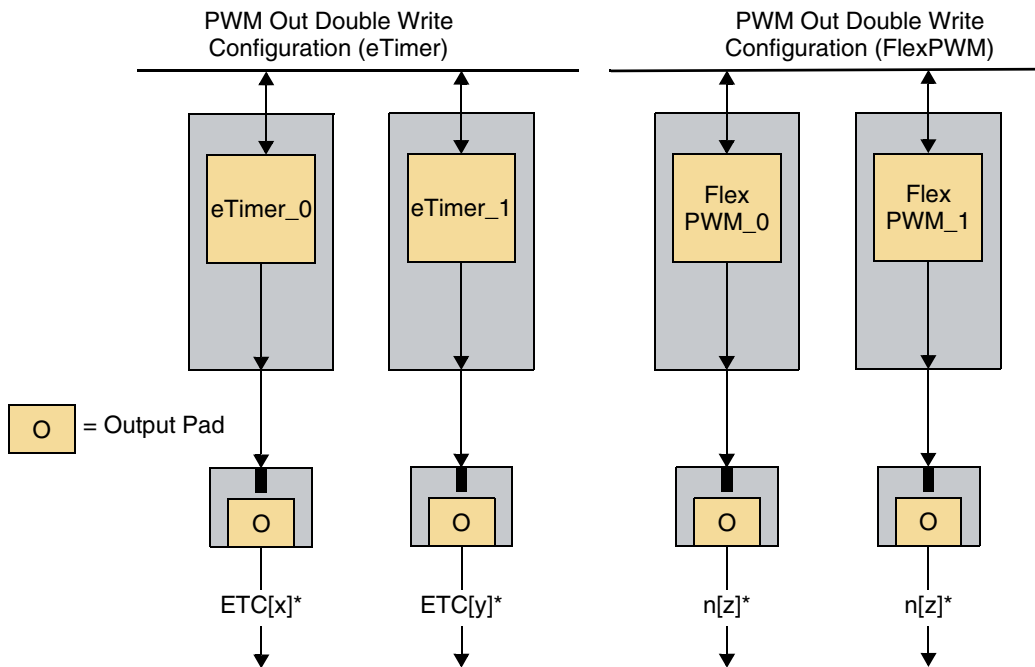 PWM Out Double Write
Configuration (eTimer)
PWM Out Double Write
Configuration (FlexPWM)
eTimer_0
eTimer_1
Flex
PWM_0
Flex
PWM_1
O
= Output Pad
O
O
O
O
ETC[x]*
ETC[y]*
n[z]*
n[z]*